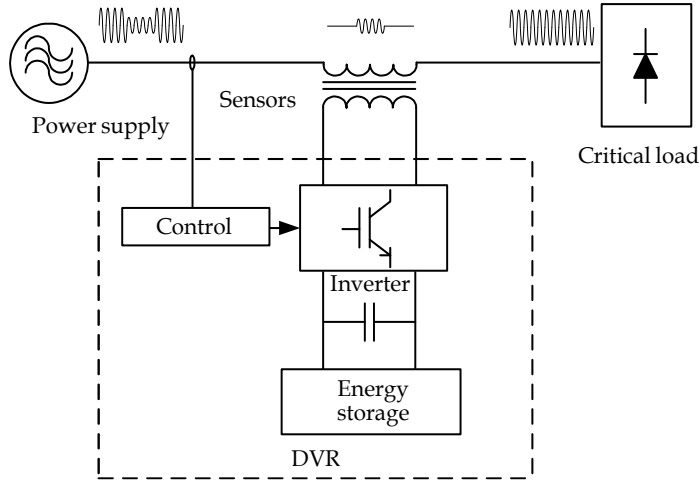 Sensors
Power supply
Critical load
Control
Inverter
Energy
storage
DVR